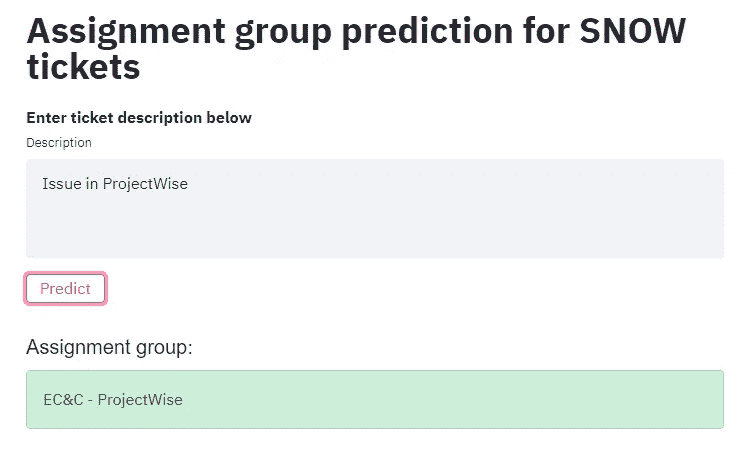 Assignment group prediction for SNOW
tickets
Enter ticket description below
Description
Issue in ProjectWise
Predict
Assignment group:
EC&C - ProjectWise